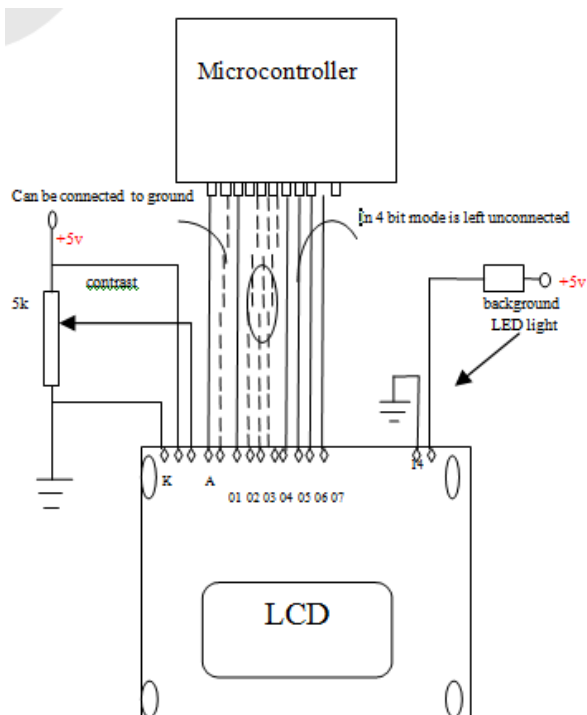 Microcontroller
Can be connected to ground
In 4 bit mode is left unconnected
+5v
contrast
5k
+5v
background
LED light
14
K
A
01 02 03 04 05 06 07
LCD